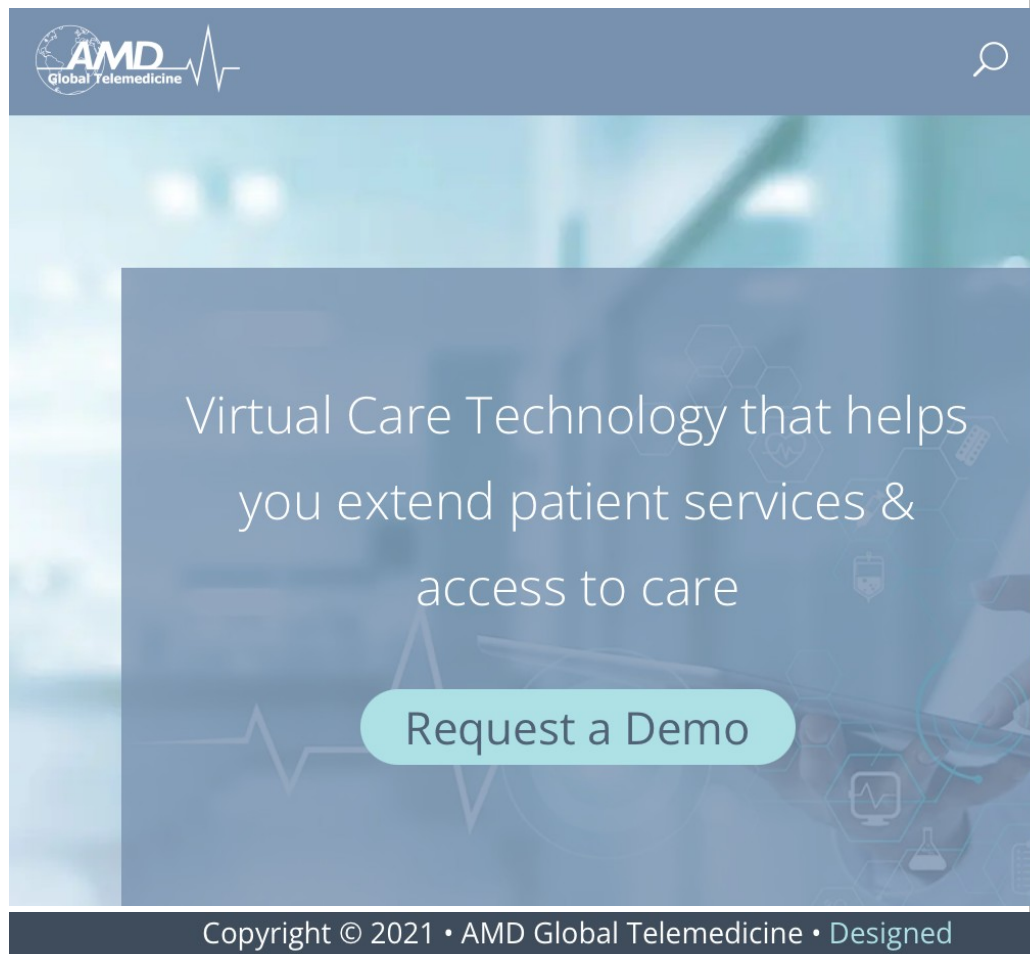 AMD
Global Telemedicine
Virtual Care Technology that helps
you extend patient services &
access to care
Request a Demo
Copyright © 2021 • AMD Global Telemedicine • Designed